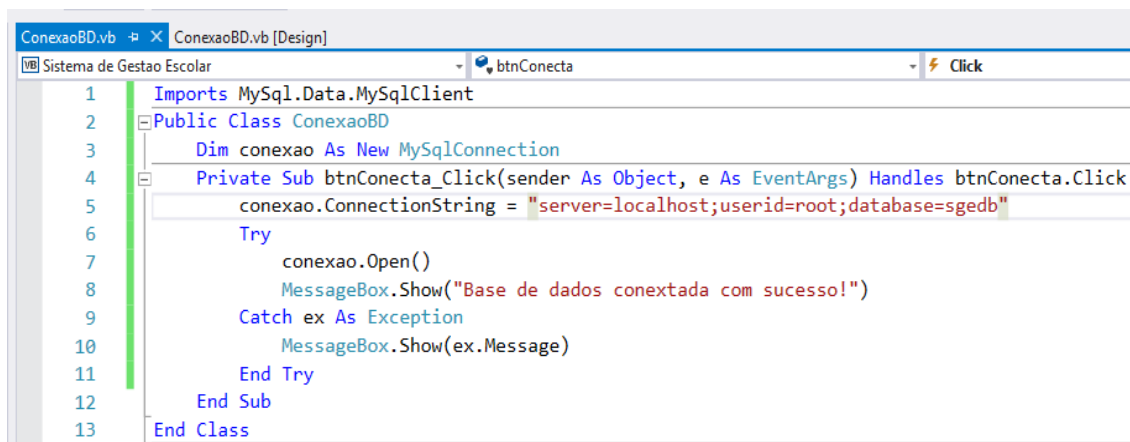 ConexaoBD.vb ConexaoBD.vb [Design]
VB Sistema de Gestao Escolar btnConecta Click
1 Imports MySql.Data.MySqlClient
2 Public Class ConexaoBD
3 Dim conexao As New MySqlConnection
4 Private Sub btnConecta_Click(sender As Object, e As EventArgs) Handles btnConecta.Click
5 conexao.ConnectionString = "server=localhost;userid=root;database=sgedb"
6 Try
7 conexao.Open()
8 MessageBox.Show("Base de dados conextada com sucesso!")
9 Catch ex As Exception
10 MessageBox.Show(ex.Message)
11 End Try
12 End Sub
13 End Class